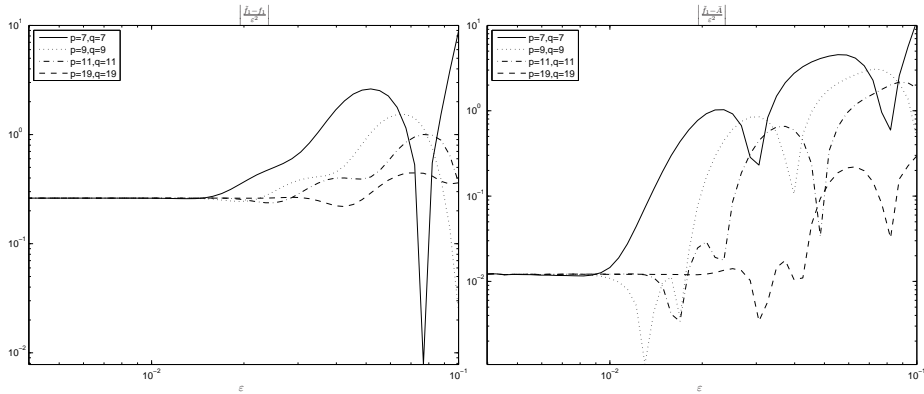 |f̃₁−f₁ / ε²|
10¹
10⁰
10⁻¹
10⁻²
10⁻²
10⁻¹
ε
p=7,q=7
p=9,q=9
p=11,q=11
p=19,q=19
|f̃₁−Ā / ε²|
10¹
10⁰
10⁻¹
10⁻²
10⁻²
10⁻¹
ε
p=7,q=7
p=9,q=9
p=11,q=11
p=19,q=19